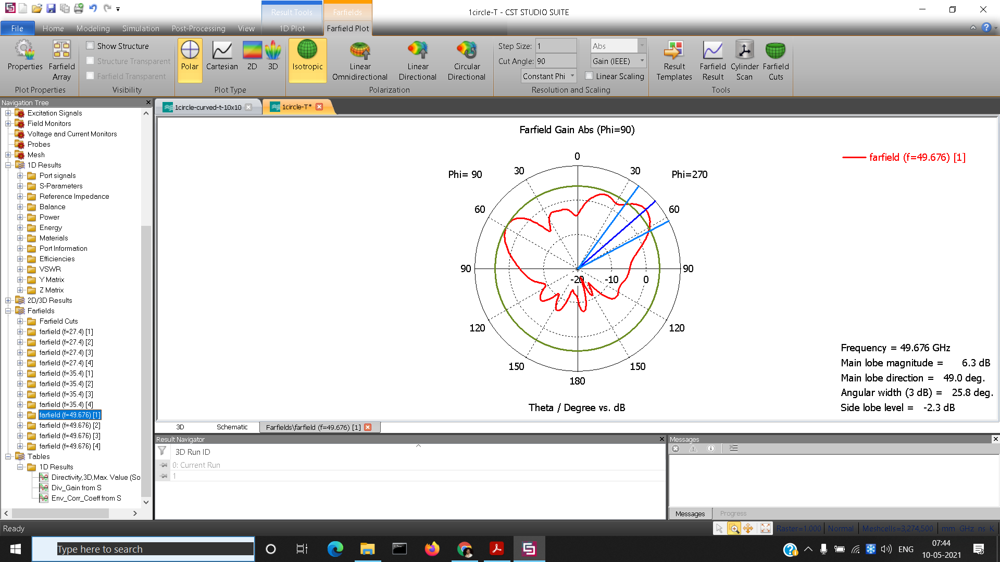 1circle-T - CST STUDIO SUITE
Result Tools
Farfields
File Home Modeling Simulation Post-Processing View 1D Plot Farfield Plot
Properties
Farfield Array
Plot Properties
Show Structure
Structure Transparent
Farfield Transparent
Visibility
Polar
Cartesian
2D
3D
Plot Type
Isotropic
Linear Omnidirectional
Linear Directional
Circular Directional
Polarization
Step Size: 1
Cut Angle: 90
Constant Phi
Abs
Gain (IEEE)
Linear Scaling
Resolution and Scaling
Result Templates
Farfield Result
Cylinder Scan
Farfield Cuts
Tools
Navigation Tree
Excitation Signals
Field Monitors
Voltage and Current Monitors
Probes
Mesh
1D Results
Port signals
S-Parameters
Reference Impedance
Balance
Power
Energy
Materials
Port Information
Efficiencies
VSWR
Y Matrix
Z Matrix
2D/3D Results
Farfields
Farfield Cuts
farfield (f=27.4) [1]
farfield (f=27.4) [2]
farfield (f=27.4) [3]
farfield (f=27.4) [4]
farfield (f=35.4) [1]
farfield (f=35.4) [2]
farfield (f=35.4) [3]
farfield (f=35.4) [4]
farfield (f=49.676) [1]
farfield (f=49.676) [2]
farfield (f=49.676) [3]
farfield (f=49.676) [4]
Tables
1D Results
Directivity,3D,Max. Value (So
Div_Gain from S
Env_Corr_Coeff from S
1circle-curved-t-10x10
1circle-T*
Farfield Gain Abs (Phi=90)
farfield (f=49.676) [1]
0
30 30
Phi= 90 Phi=270
60 60
90 90
-20 -10 0
120 120
150 150
180
Theta / Degree vs. dB
Frequency = 49.676 GHz
Main lobe magnitude = 6.3 dB
Main lobe direction = 49.0 deg.
Angular width (3 dB) = 25.8 deg.
Side lobe level = -2.3 dB
3D
Schematic
Farfields\farfield (f=49.676) [1]
Result Navigator
3D Run ID
0: Current Run
1
Messages
Messages
Progress
Ready
Raster=1.000 Normal Meshcells=3,274,500 mm GHz ns K
Type here to search
ENG
07:44
10-05-2021